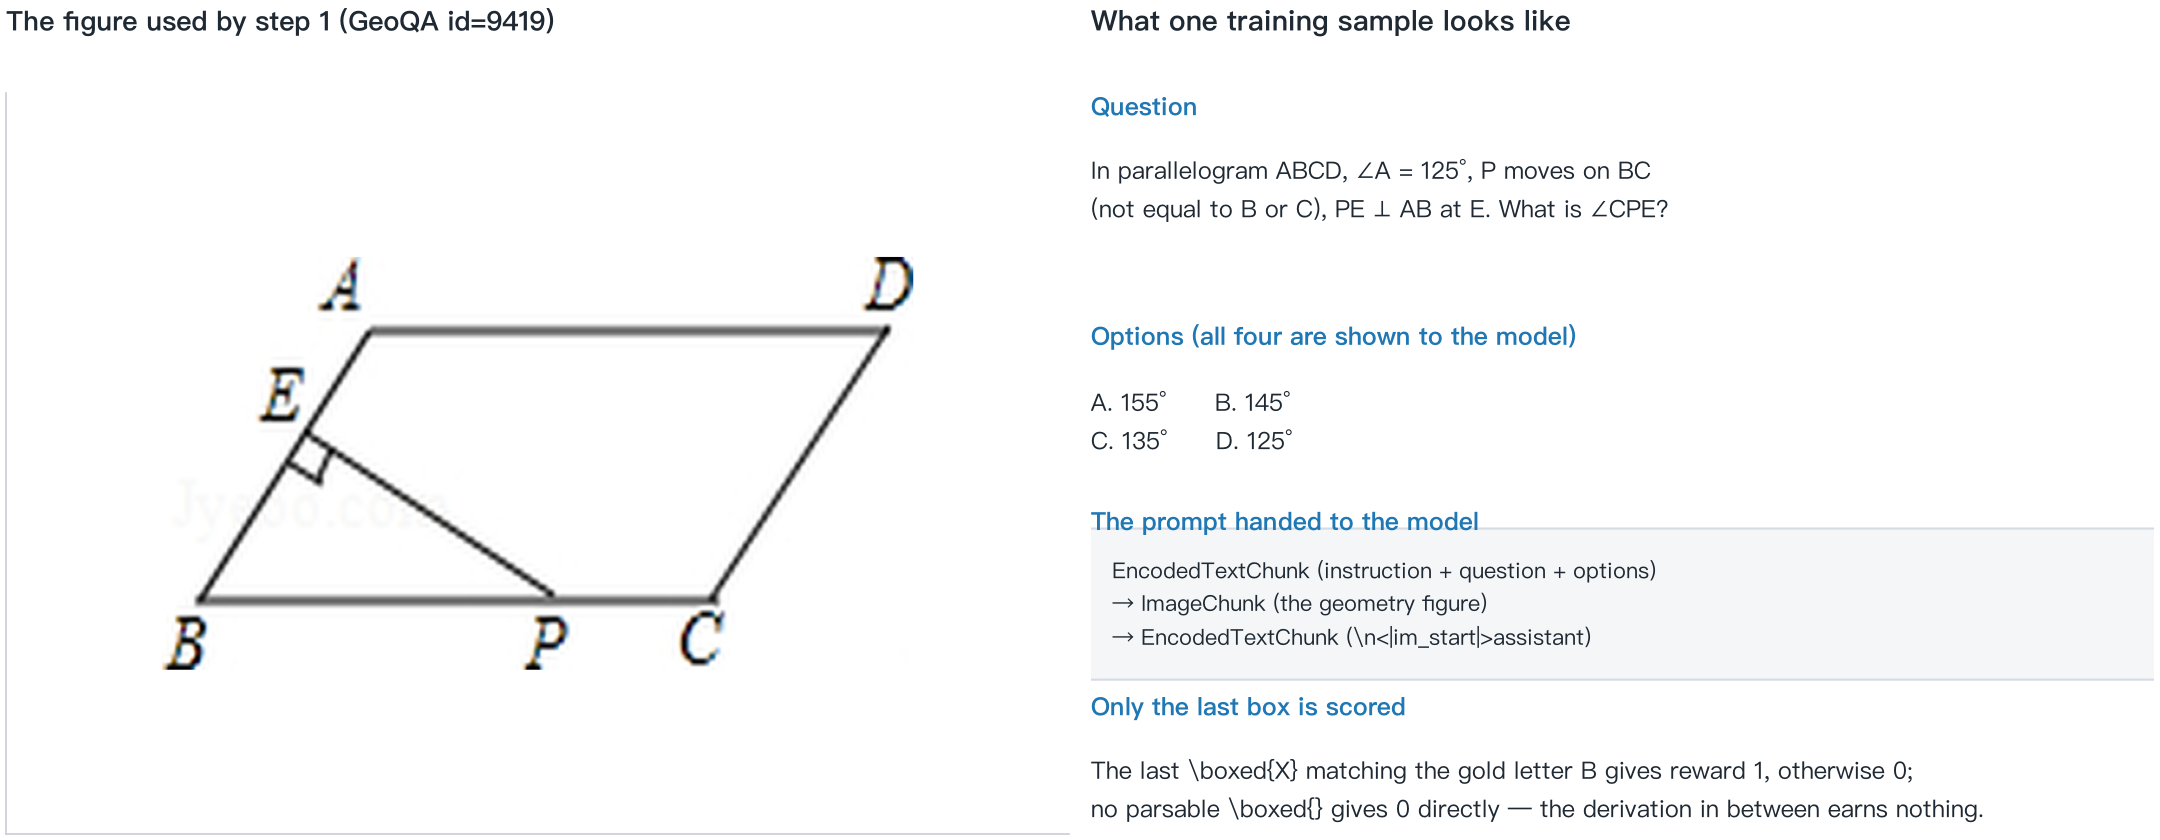 The figure used by step 1 (GeoQA id=9419)
A
D
E
Jyeoo.com
B
P
C
What one training sample looks like
Question
In parallelogram ABCD, ∠A = 125°, P moves on BC
(not equal to B or C), PE ⊥ AB at E. What is ∠CPE?
Options (all four are shown to the model)
A. 155° B. 145°
C. 135° D. 125°
The prompt handed to the model
EncodedTextChunk (instruction + question + options)
→ ImageChunk (the geometry figure)
→ EncodedTextChunk (\n<|im_start|>assistant)
Only the last box is scored
The last \boxed{X} matching the gold letter B gives reward 1, otherwise 0;
no parsable \boxed{} gives 0 directly — the derivation in between earns nothing.